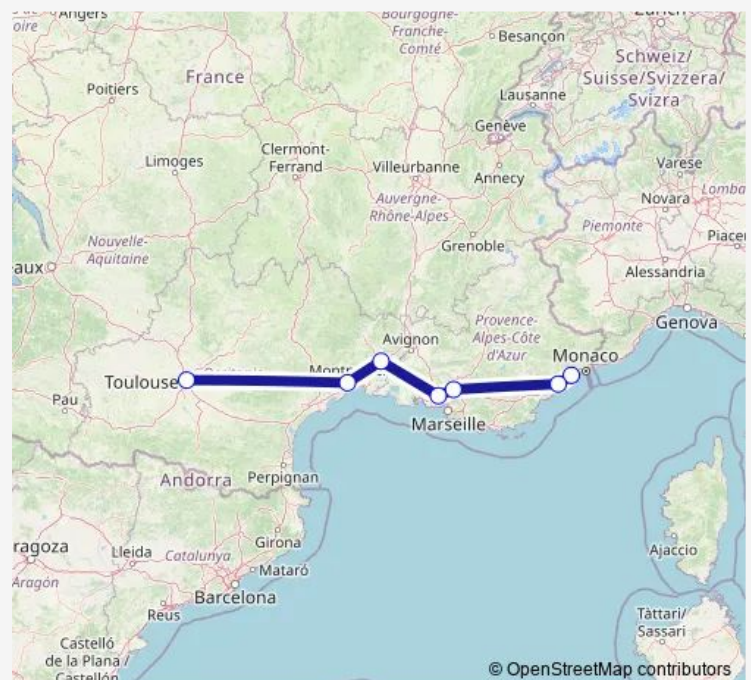 Angers
Bourgogne-
Franche-
Comté
Besançon
Schweiz/
Suisse/Svizzera/
Svizra
Poitiers
France
Lausanne
Genève
Limoges
Clermont-
Ferrand
Villeurbanne
Annecy
Varese
Auvergne-
Rhône-Alpes
Novara
Nouvelle-
Aquitaine
Grenoble
Piemonte
Alessandria
Genova
Avignon
Provence-
Alpes-Côte
d'Azur
Monaco
Toulouse
Pau
Marseille
Andorra
Perpignan
Girona
Lleida
Catalunya
Mataró
Aragón
Barcelona
Reus
Ajaccio
Tàttari/
Sassari
Castelló
de la Plana /
Castellón
© OpenStreetMap contributors